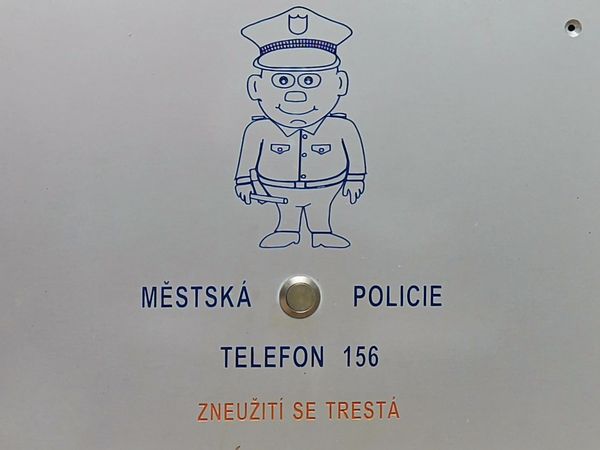 MĚSTSKÁ POLICIE
TELEFON 156
ZNEUŽITÍ SE TRESTÁ